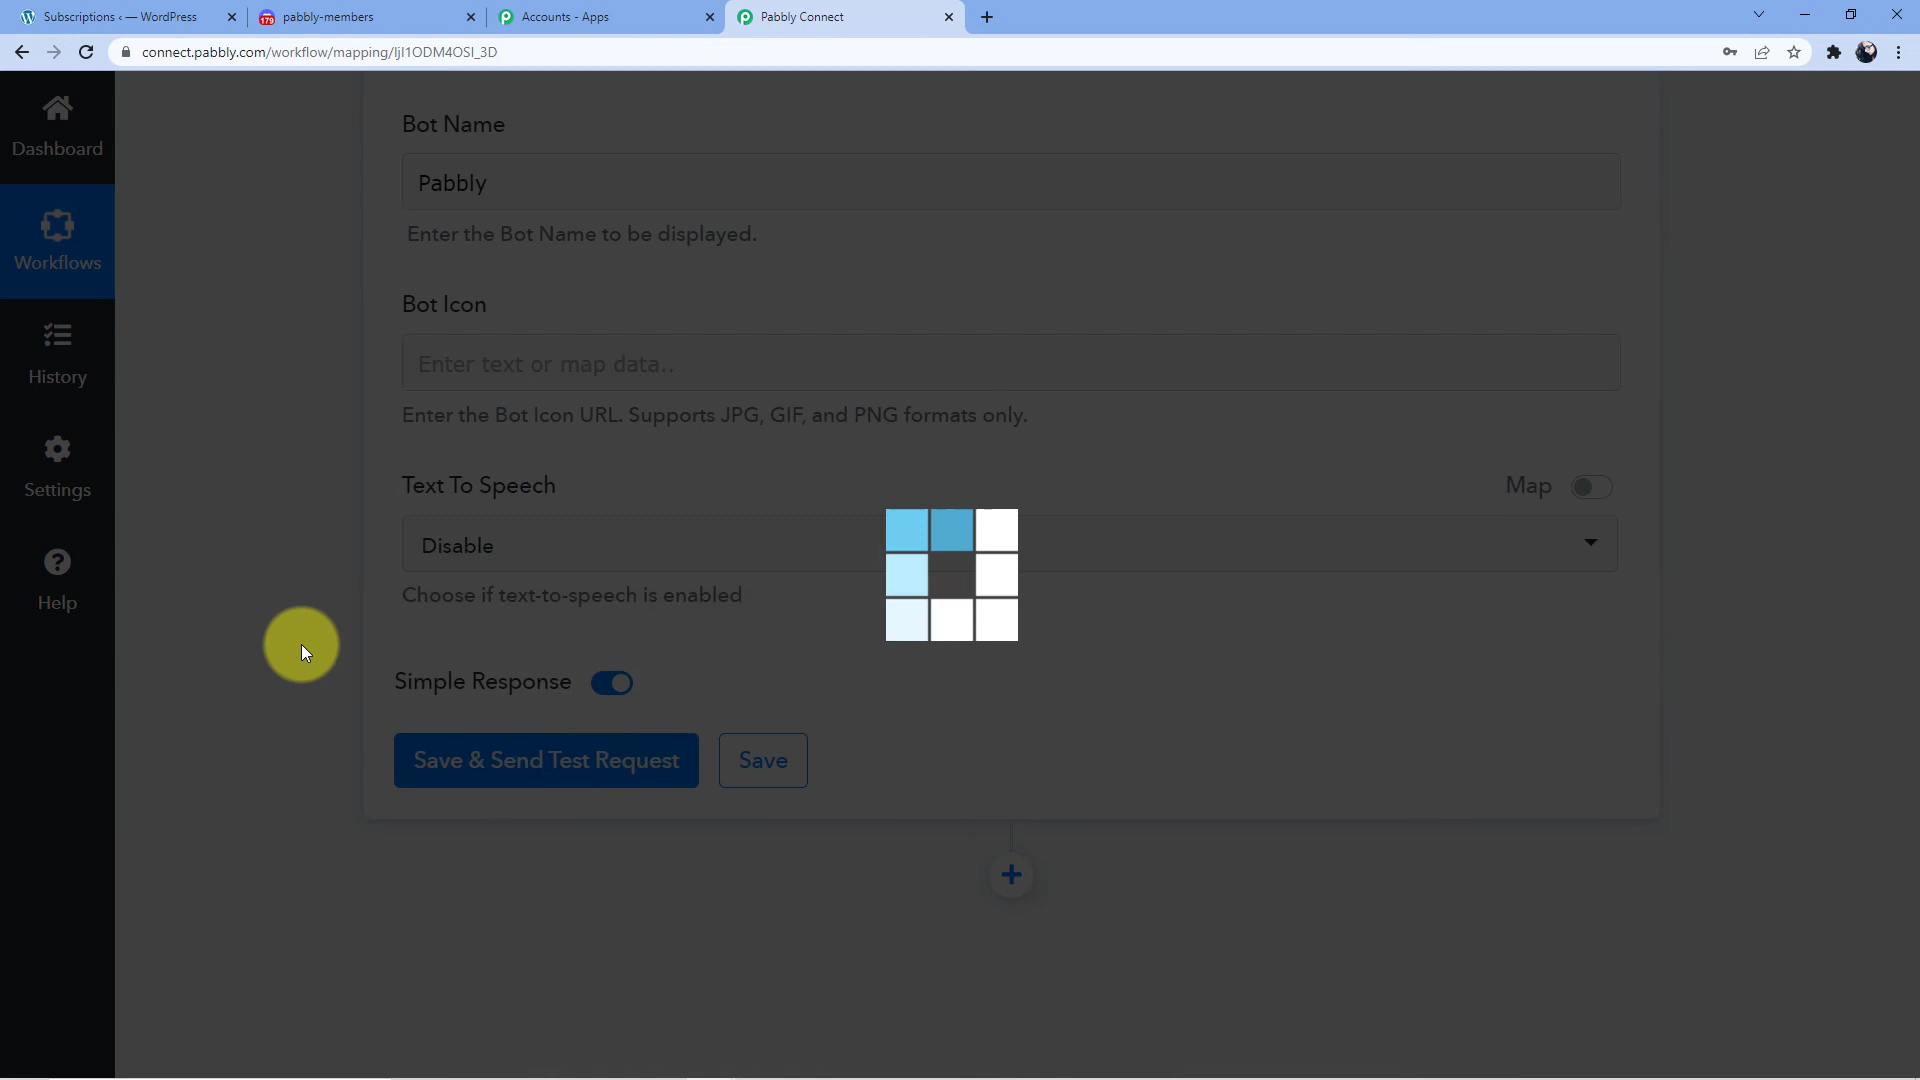 Subscriptions ‹ — WordPress
179
pabbly-members
Accounts - Apps
Pabbly Connect
connect.pabbly.com/workflow/mapping/IjI1ODM4OSI_3D
Dashboard
Workflows
History
Settings
Help
Bot Name
Pabbly
Enter the Bot Name to be displayed.
Bot Icon
Enter text or map data..
Enter the Bot Icon URL. Supports JPG, GIF, and PNG formats only.
Text To Speech
Map
Disable
Choose if text-to-speech is enabled
Simple Response
Save & Send Test Request
Save